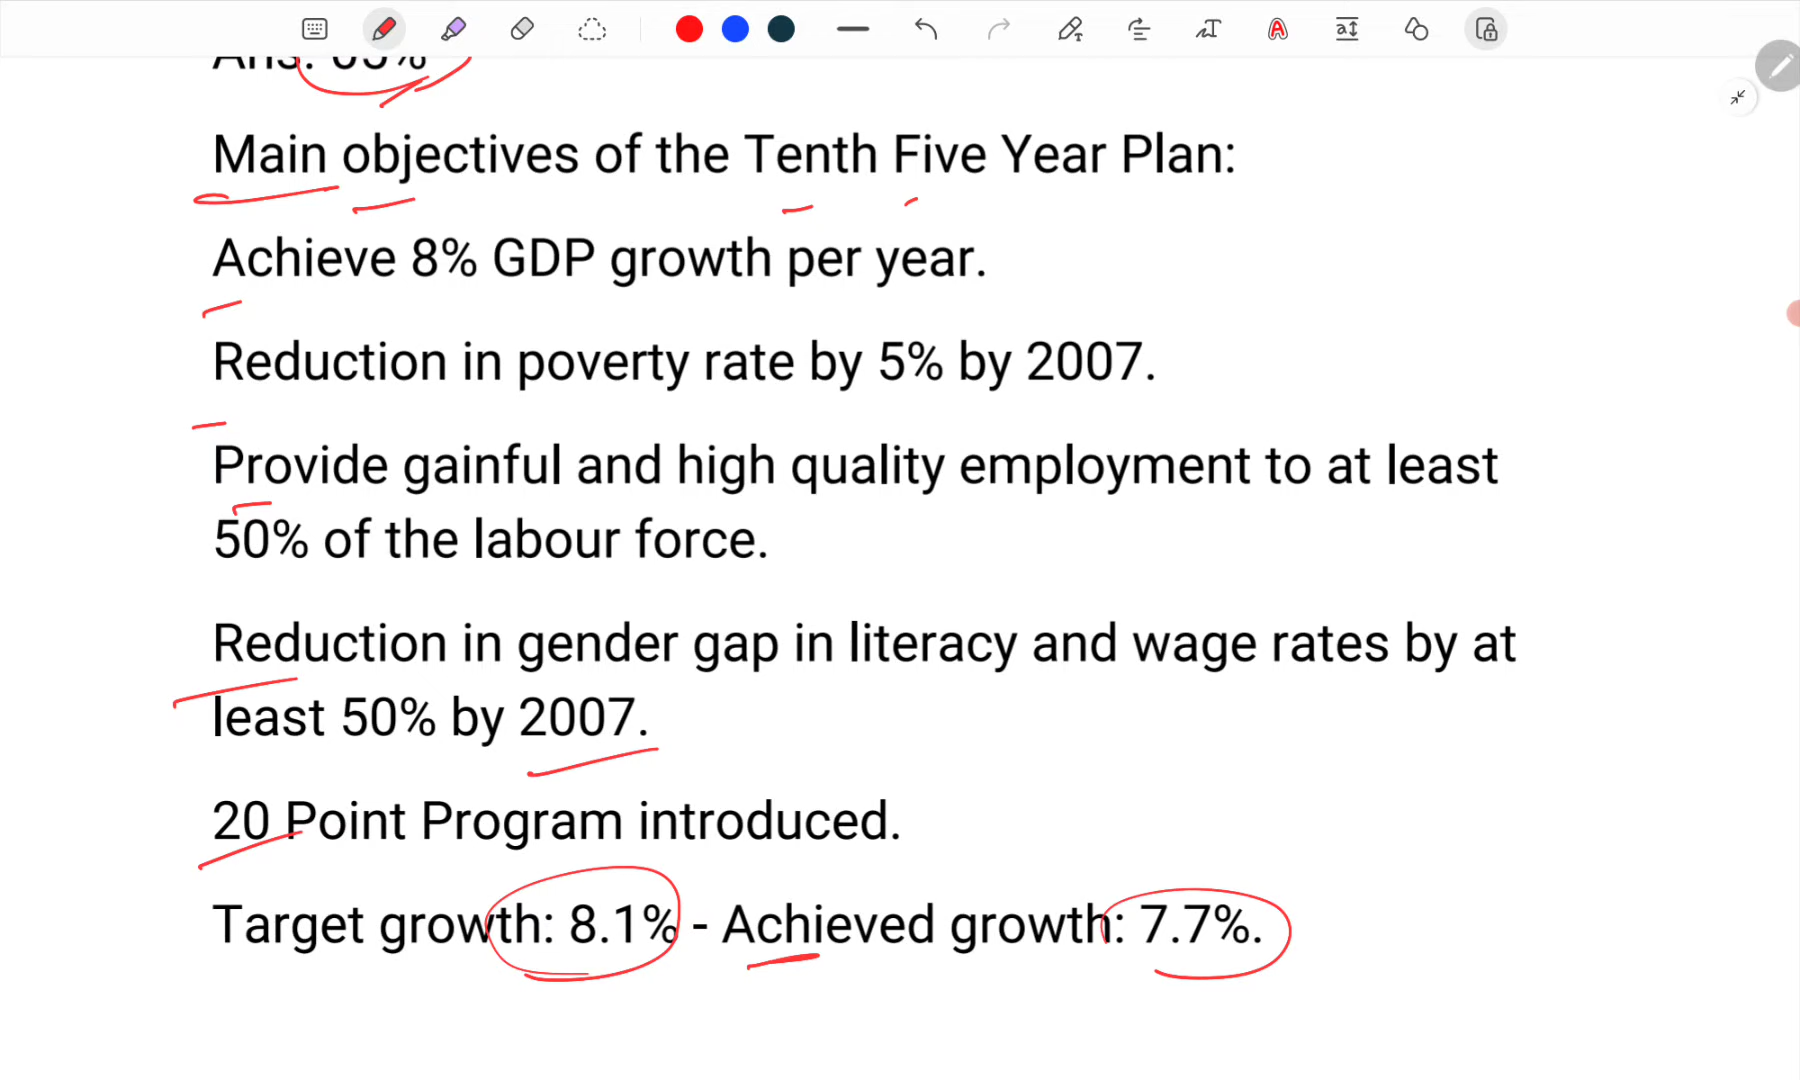 Main objectives of the Tenth Five Year Plan:
Achieve 8% GDP growth per year.
Reduction in poverty rate by 5% by 2007.
Provide gainful and high quality employment to at least
50% of the labour force.
Reduction in gender gap in literacy and wage rates by at
least 50% by 2007.
20 Point Program introduced.
Target growth: 8.1% - Achieved growth: 7.7%.